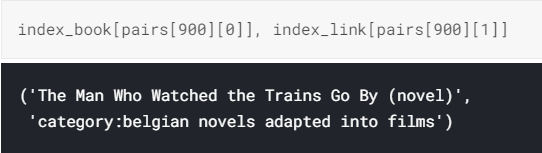 index_book[pairs[900][0]], index_link[pairs[900][1]]
('The Man Who Watched the Trains Go By (novel)',
'category:belgian novels adapted into films')